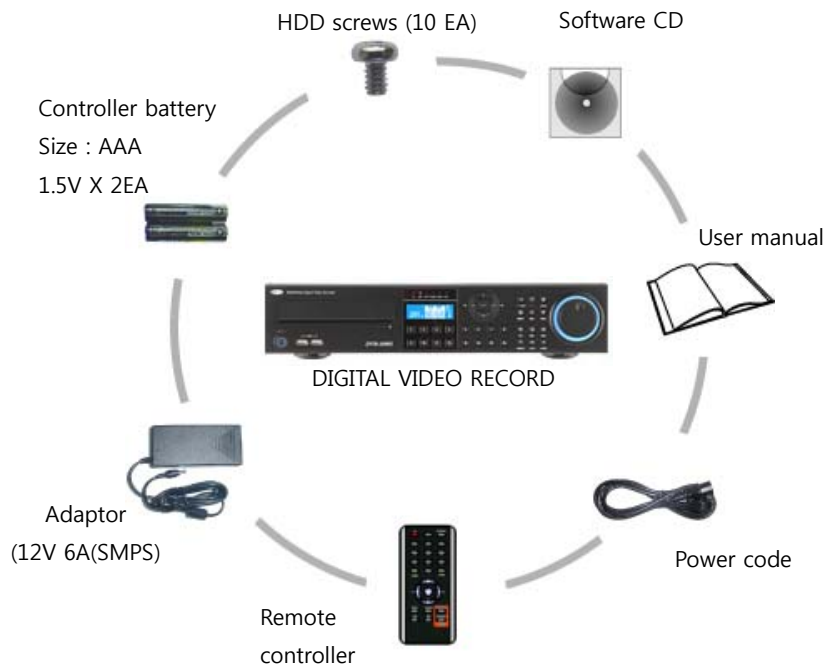 HDD screws (10 EA)
Software CD
Controller battery
Size : AAA
1.5V X 2EA
User manual
DIGITAL VIDEO RECORD
Adaptor
(12V 6A(SMPS)
Power code
Remote
controller